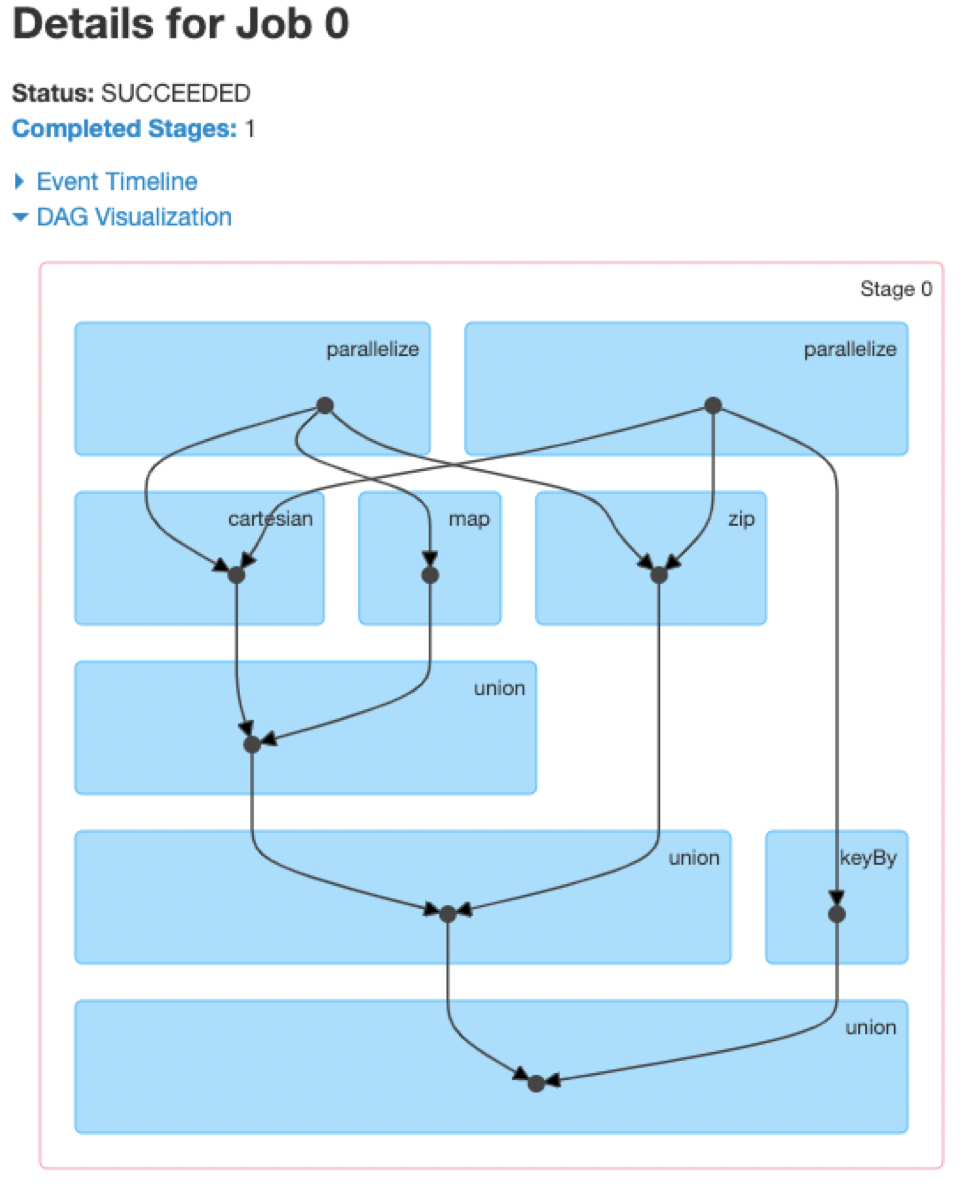 Details for Job 0
Status: SUCCEEDED
Completed Stages: 1
Event Timeline
DAG Visualization
Stage 0
parallelize
parallelize
cartesian
map
zip
union
union
keyBy
union